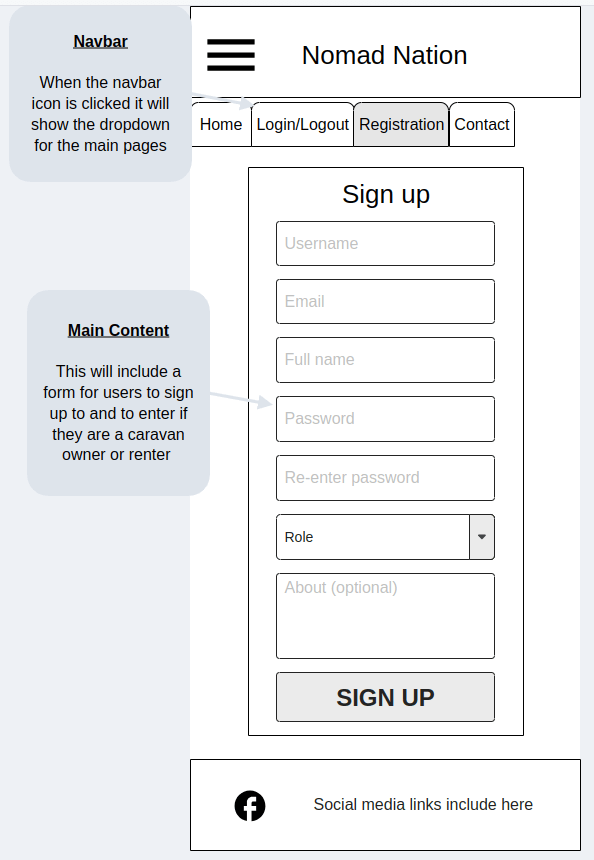 Navbar
When the navbar
icon is clicked it will
show the dropdown
for the main pages
Nomad Nation
Home Login/Logout Registration Contact
Sign up
Username
Email
Full name
Main Content
This will include a
form for users to sign
up to and to enter if
they are a caravan
owner or renter
Password
Re-enter password
Role
About (optional)
SIGN UP
Social media links include here